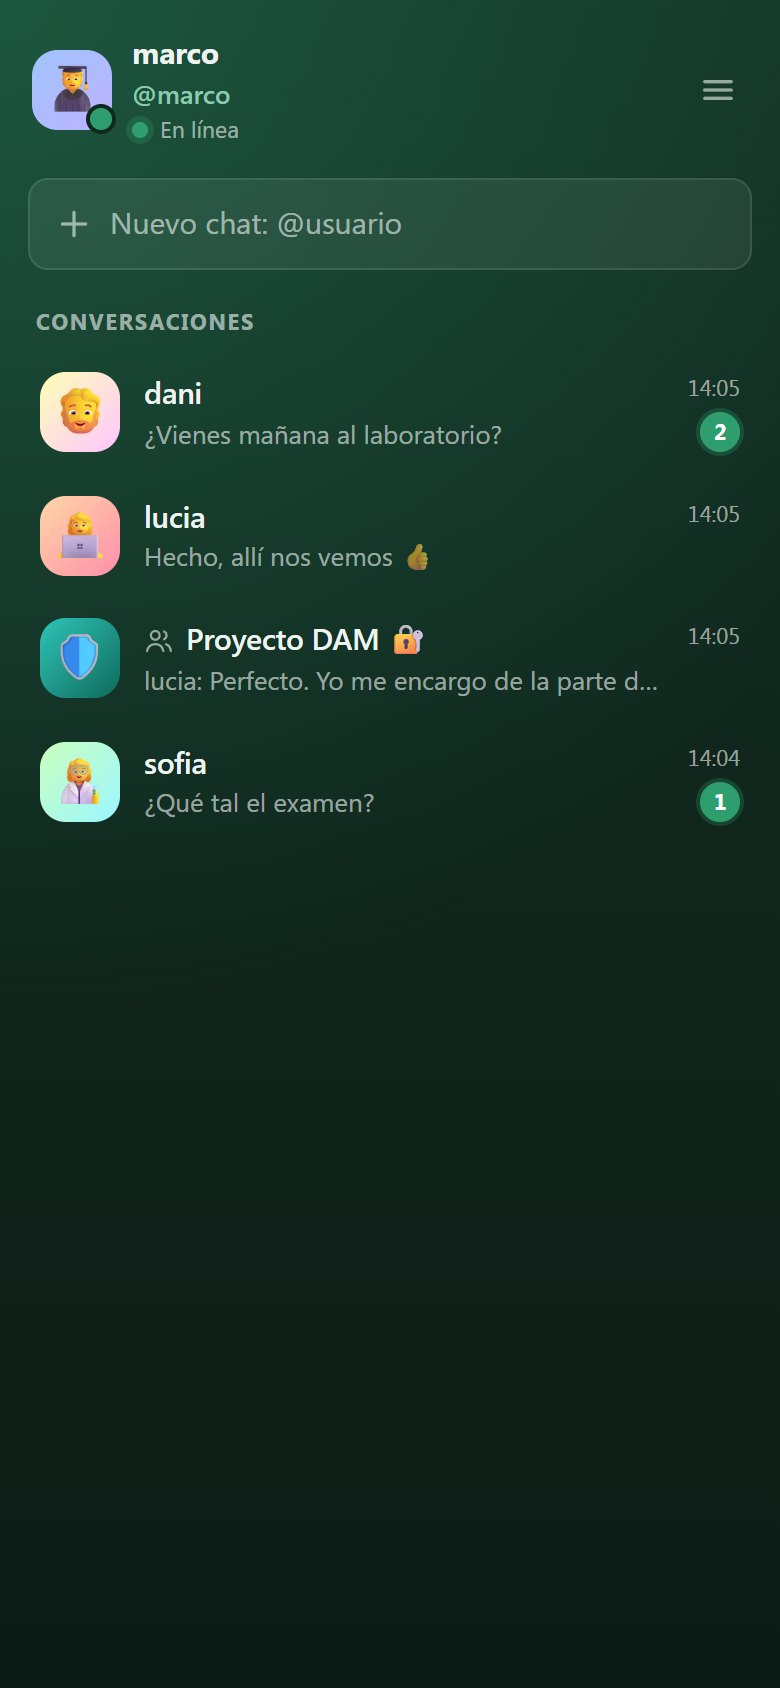 marco
@marco
En línea
Nuevo chat: @usuario
CONVERSACIONES
dani 14:05
¿Vienes mañana al laboratorio? 2
lucia 14:05
Hecho, allí nos vemos 👍
Proyecto DAM 🔐 14:05
lucia: Perfecto. Yo me encargo de la parte d...
sofia 14:04
¿Qué tal el examen? 1